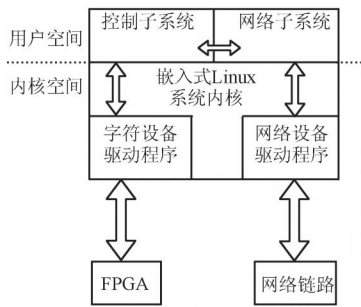 用户空间
控制子系统
网络子系统
内核空间
嵌入式Linux
系统内核
字符设备
驱动程序
网络设备
驱动程序
FPGA
网络链路